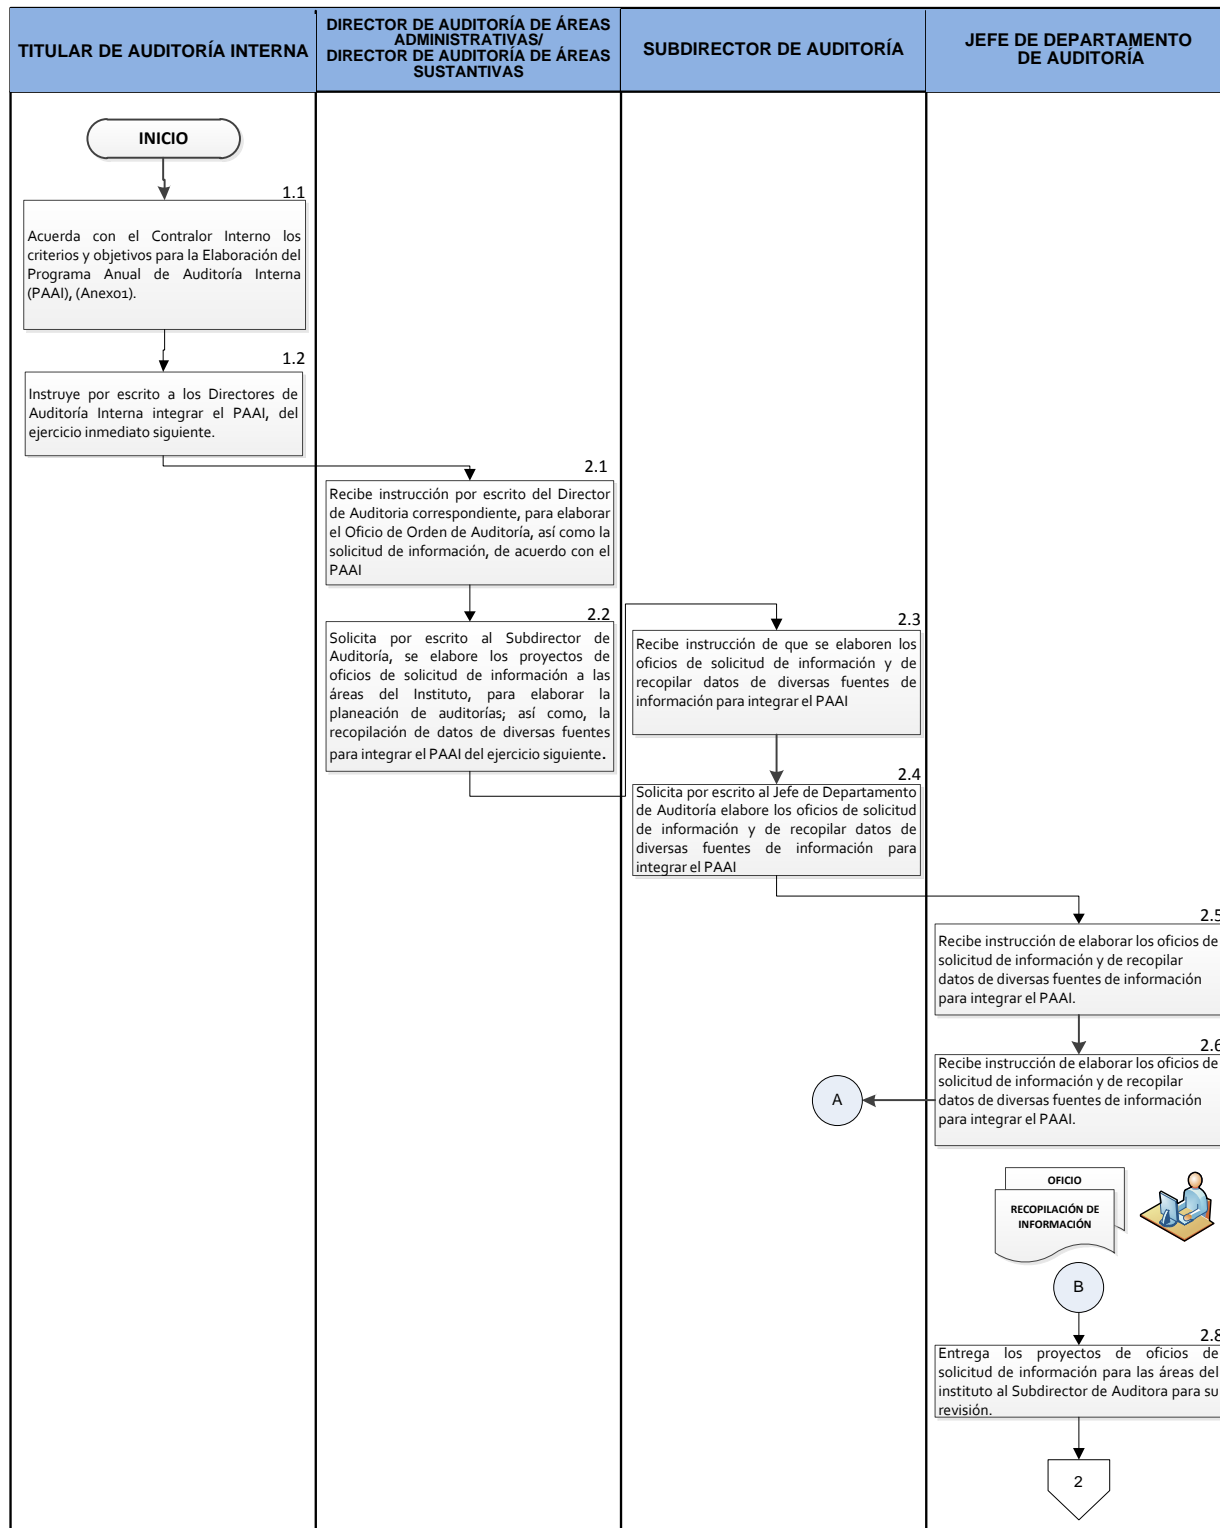 TITULAR DE AUDITORÍA INTERNA
DIRECTOR DE AUDITORÍA DE ÁREAS
ADMINISTRATIVAS/
DIRECTOR DE AUDITORÍA DE ÁREAS
SUSTANTIVAS
SUBDIRECTOR DE AUDITORÍA
JEFE DE DEPARTAMENTO
DE AUDITORÍA
INICIO
1.1
Acuerda con el Contralor Interno los
criterios y objetivos para la Elaboración del
Programa Anual de Auditoría Interna
(PAAI), (Anexo1).
1.2
Instruye por escrito a los Directores de
Auditoría Interna integrar el PAAI, del
ejercicio inmediato siguiente.
2.1
Recibe instrucción por escrito del Director
de Auditoria correspondiente, para elaborar
el Oficio de Orden de Auditoría, así como la
solicitud de información, de acuerdo con el
PAAI
2.2
Solicita por escrito al Subdirector de
Auditoría, se elabore los proyectos de
oficios de solicitud de información a las
áreas del Instituto, para elaborar la
planeación de auditorías; así como, la
recopilación de datos de diversas fuentes
para integrar el PAAI del ejercicio siguiente.
2.3
Recibe instrucción de que se elaboren los
oficios de solicitud de información y de
recopilar datos de diversas fuentes de
información para integrar el PAAI
2.4
Solicita por escrito al Jefe de Departamento
de Auditoría elabore los oficios de solicitud
de información y de recopilar datos de
diversas fuentes de información para
integrar el PAAI
2.5
Recibe instrucción de elaborar los oficios de
solicitud de información y de recopilar
datos de diversas fuentes de información
para integrar el PAAI.
2.6
Recibe instrucción de elaborar los oficios de
solicitud de información y de recopilar
datos de diversas fuentes de información
para integrar el PAAI.
A
OFICIO
RECOPILACIÓN DE
INFORMACIÓN
B
2.8
Entrega los proyectos de oficios de
solicitud de información para las áreas del
instituto al Subdirector de Auditora para su
revisión.
2